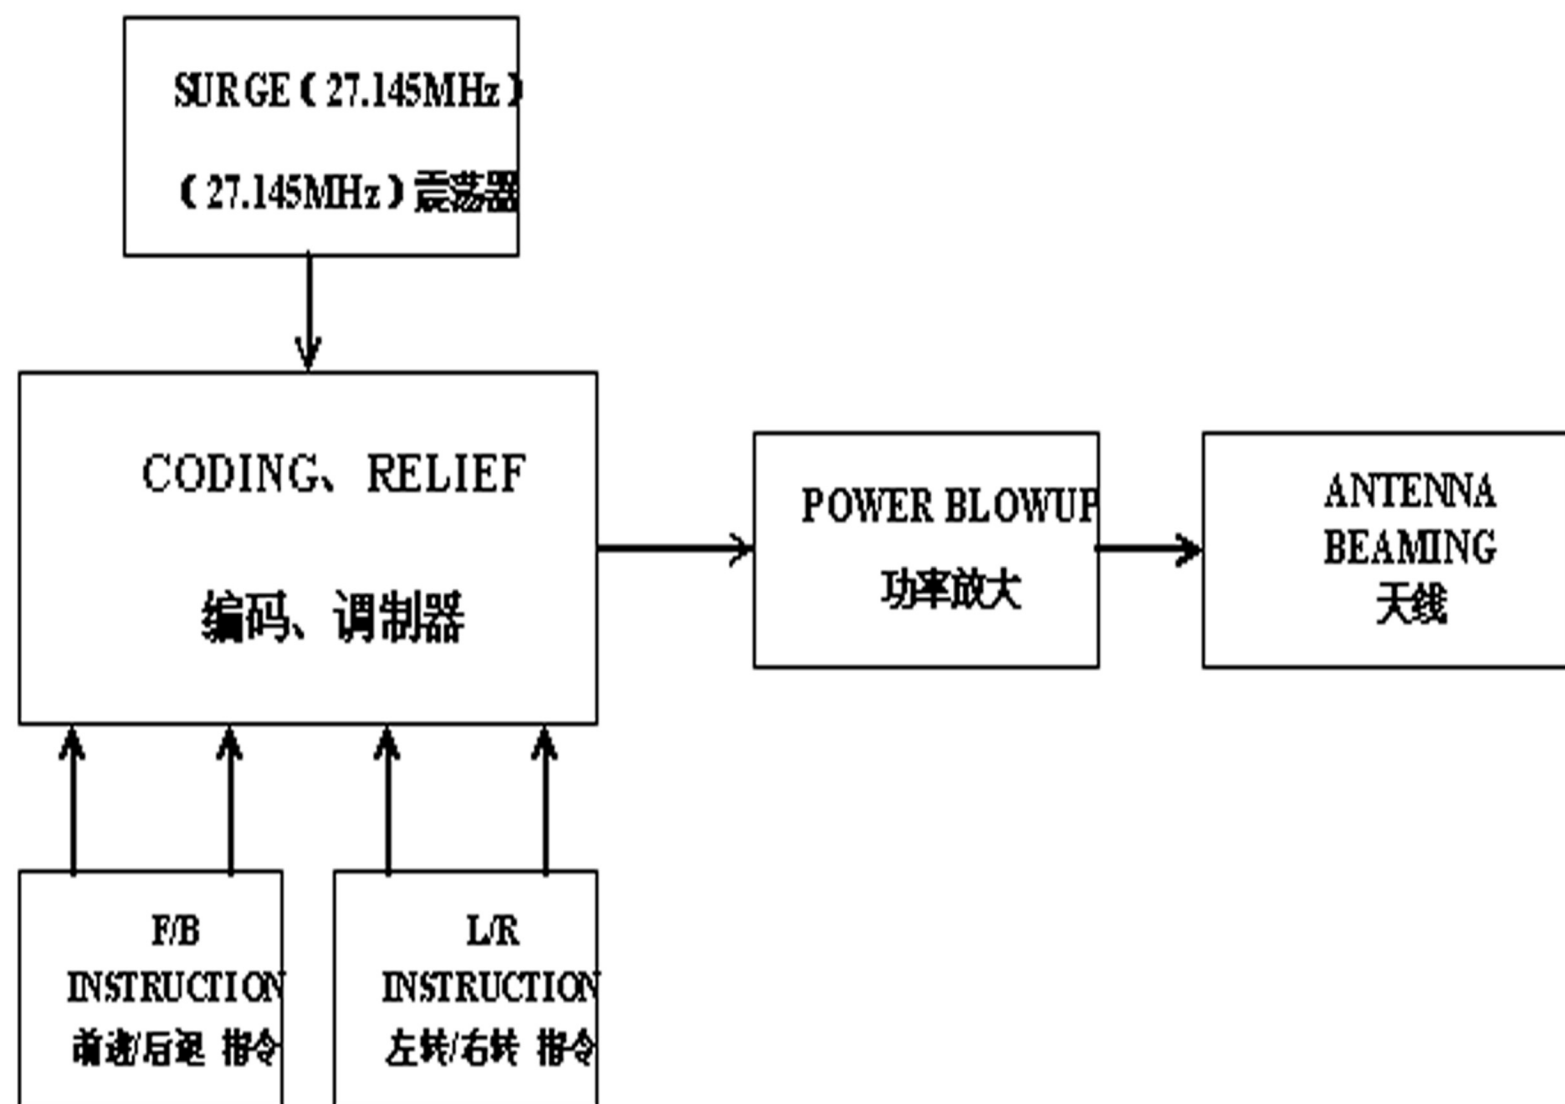 SURGE（27.145MHz）
（27.145MHz）震荡器
CODING、RELIEF
编码、调制器
POWER BLOWUP
功率放大
ANTENNA
BEAMING
天线
F/B
INSTRUCTION
前进/后退 指令
L/R
INSTRUCTION
左转/右转 指令